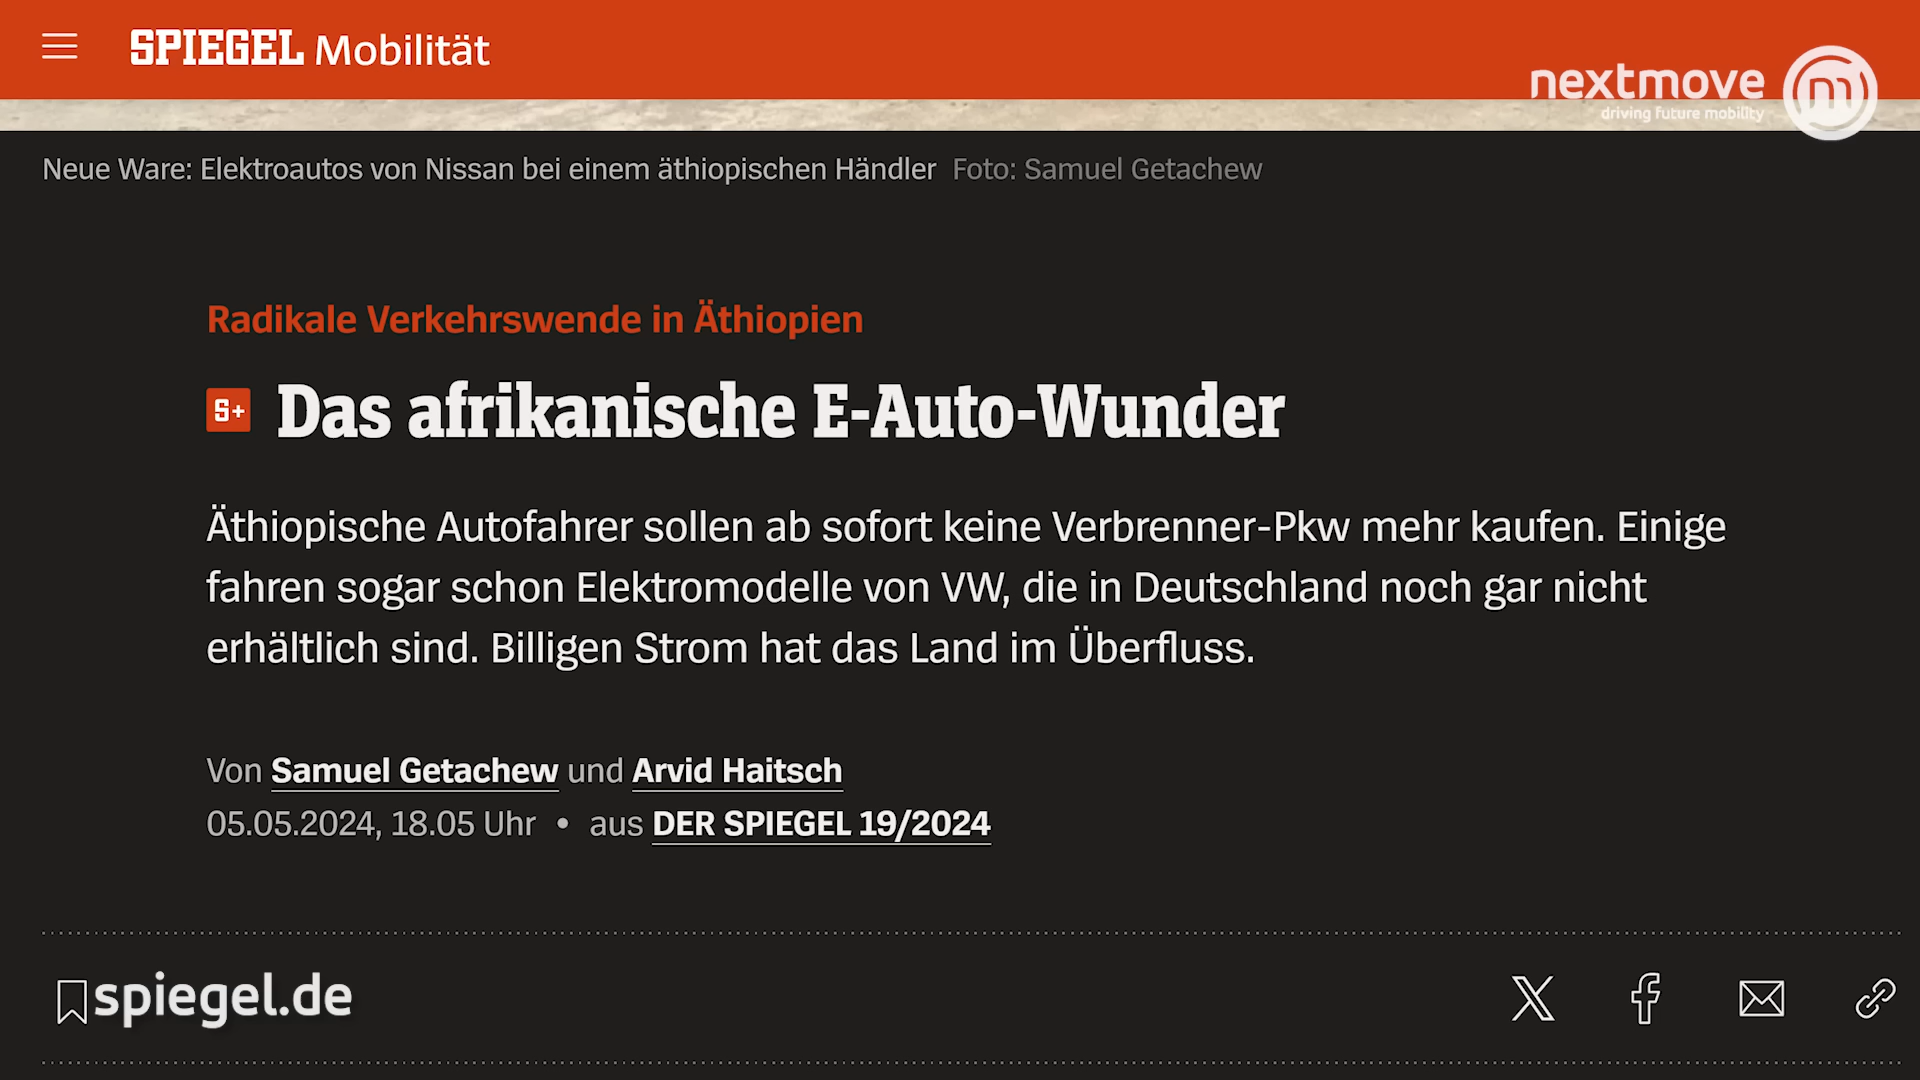 SPIEGEL Mobilität
nextmove
driving future mobility
Neue Ware: Elektroautos von Nissan bei einem äthiopischen Händler Foto: Samuel Getachew
Radikale Verkehrswende in Äthiopien
S+ Das afrikanische E-Auto-Wunder
Äthiopische Autofahrer sollen ab sofort keine Verbrenner-Pkw mehr kaufen. Einige
fahren sogar schon Elektromodelle von VW, die in Deutschland noch gar nicht
erhältlich sind. Billigen Strom hat das Land im Überfluss.
Von Samuel Getachew und Arvid Haitsch
05.05.2024, 18.05 Uhr • aus DER SPIEGEL 19/2024
spiegel.de